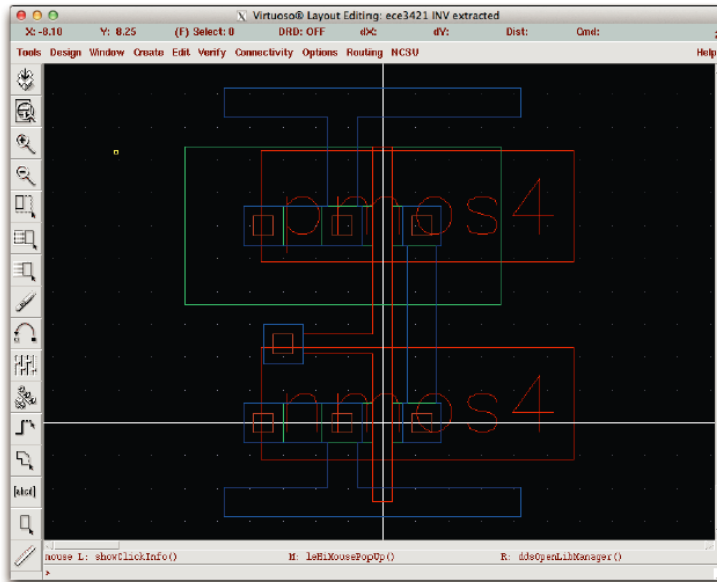 Virtuoso® Layout Editing: ece3421 INV extracted
X: -8.10 Y: 8.25 (F) Select: 0 DRD: OFF dX: dY: Dist: Cmd:
Tools Design Window Create Edit Verify Connectivity Options Routing NCSU Help
pmos4
nmos4
[abcd]
mouse L: showClickInfo() M: leHiMousePopUp() R: ddsOpenLibManager()
>